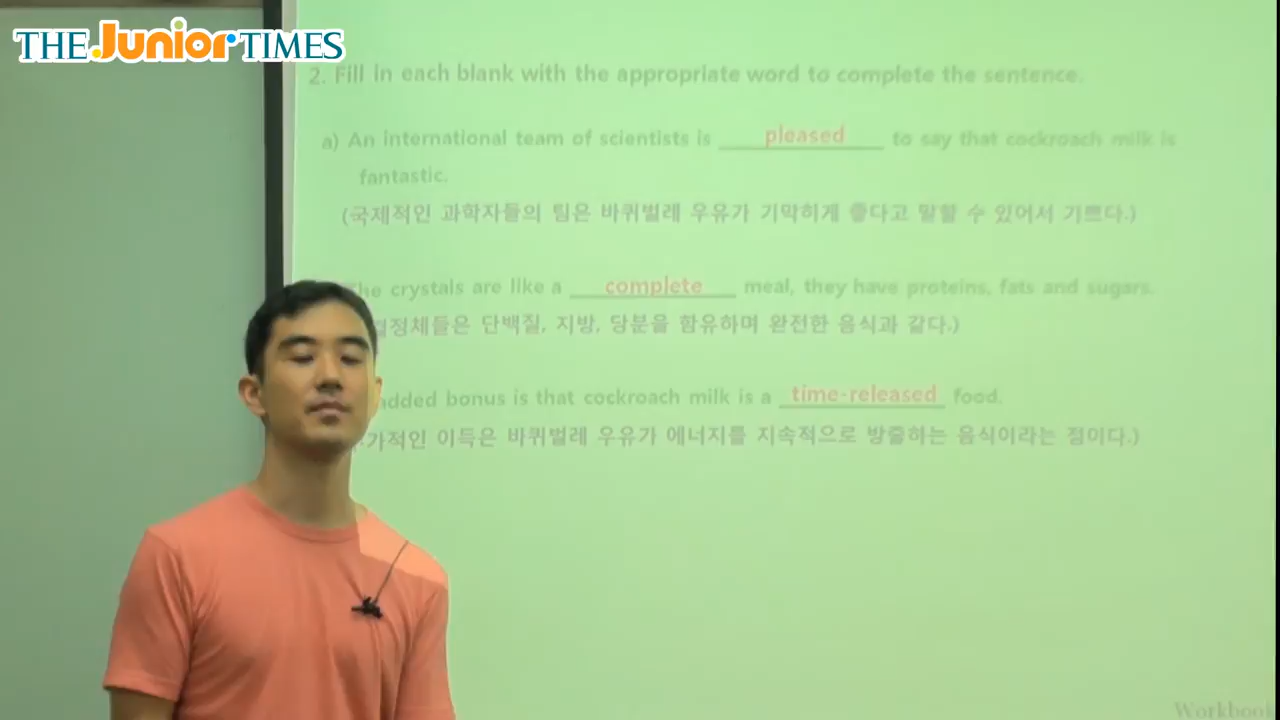 THE Junior TIMES
2. Fill in each blank with the appropriate word to complete the sentence.
a) An international team of scientists is pleased to say that cockroach milk is
fantastic.
(국제적인 과학자들의 팀은 바퀴벌레 우유가 기막히게 좋다고 말할 수 있어서 기쁘다.)
The crystals are like a complete meal, they have proteins, fats and sugars.
결정체들은 단백질, 지방, 당분을 함유하며 완전한 음식과 같다.)
added bonus is that cockroach milk is a time-released food.
이득은 바퀴벌레 우유가 에너지를 지속적으로 방출하는 음식이라는 점이다.)
Workbook